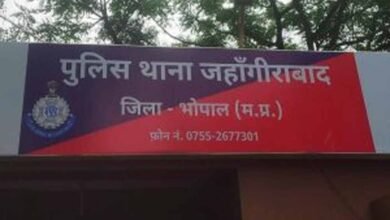 पुलिस थाना जहाँगीराबाद
जिला - भोपाल (म.प्र.)
फ़ोन नं. 0755-2677301